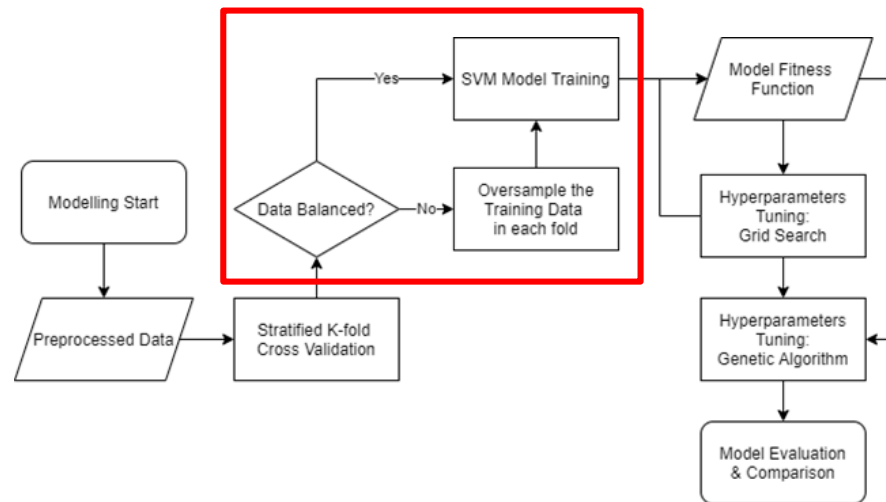 Modelling Start
Preprocessed Data
Stratified K-fold
Cross Validation
Data Balanced?
Yes
No
Oversample the
Training Data
in each fold
SVM Model Training
Model Fitness
Function
Hyperparameters
Tuning:
Grid Search
Hyperparameters
Tuning:
Genetic Algorithm
Model Evaluation
& Comparison